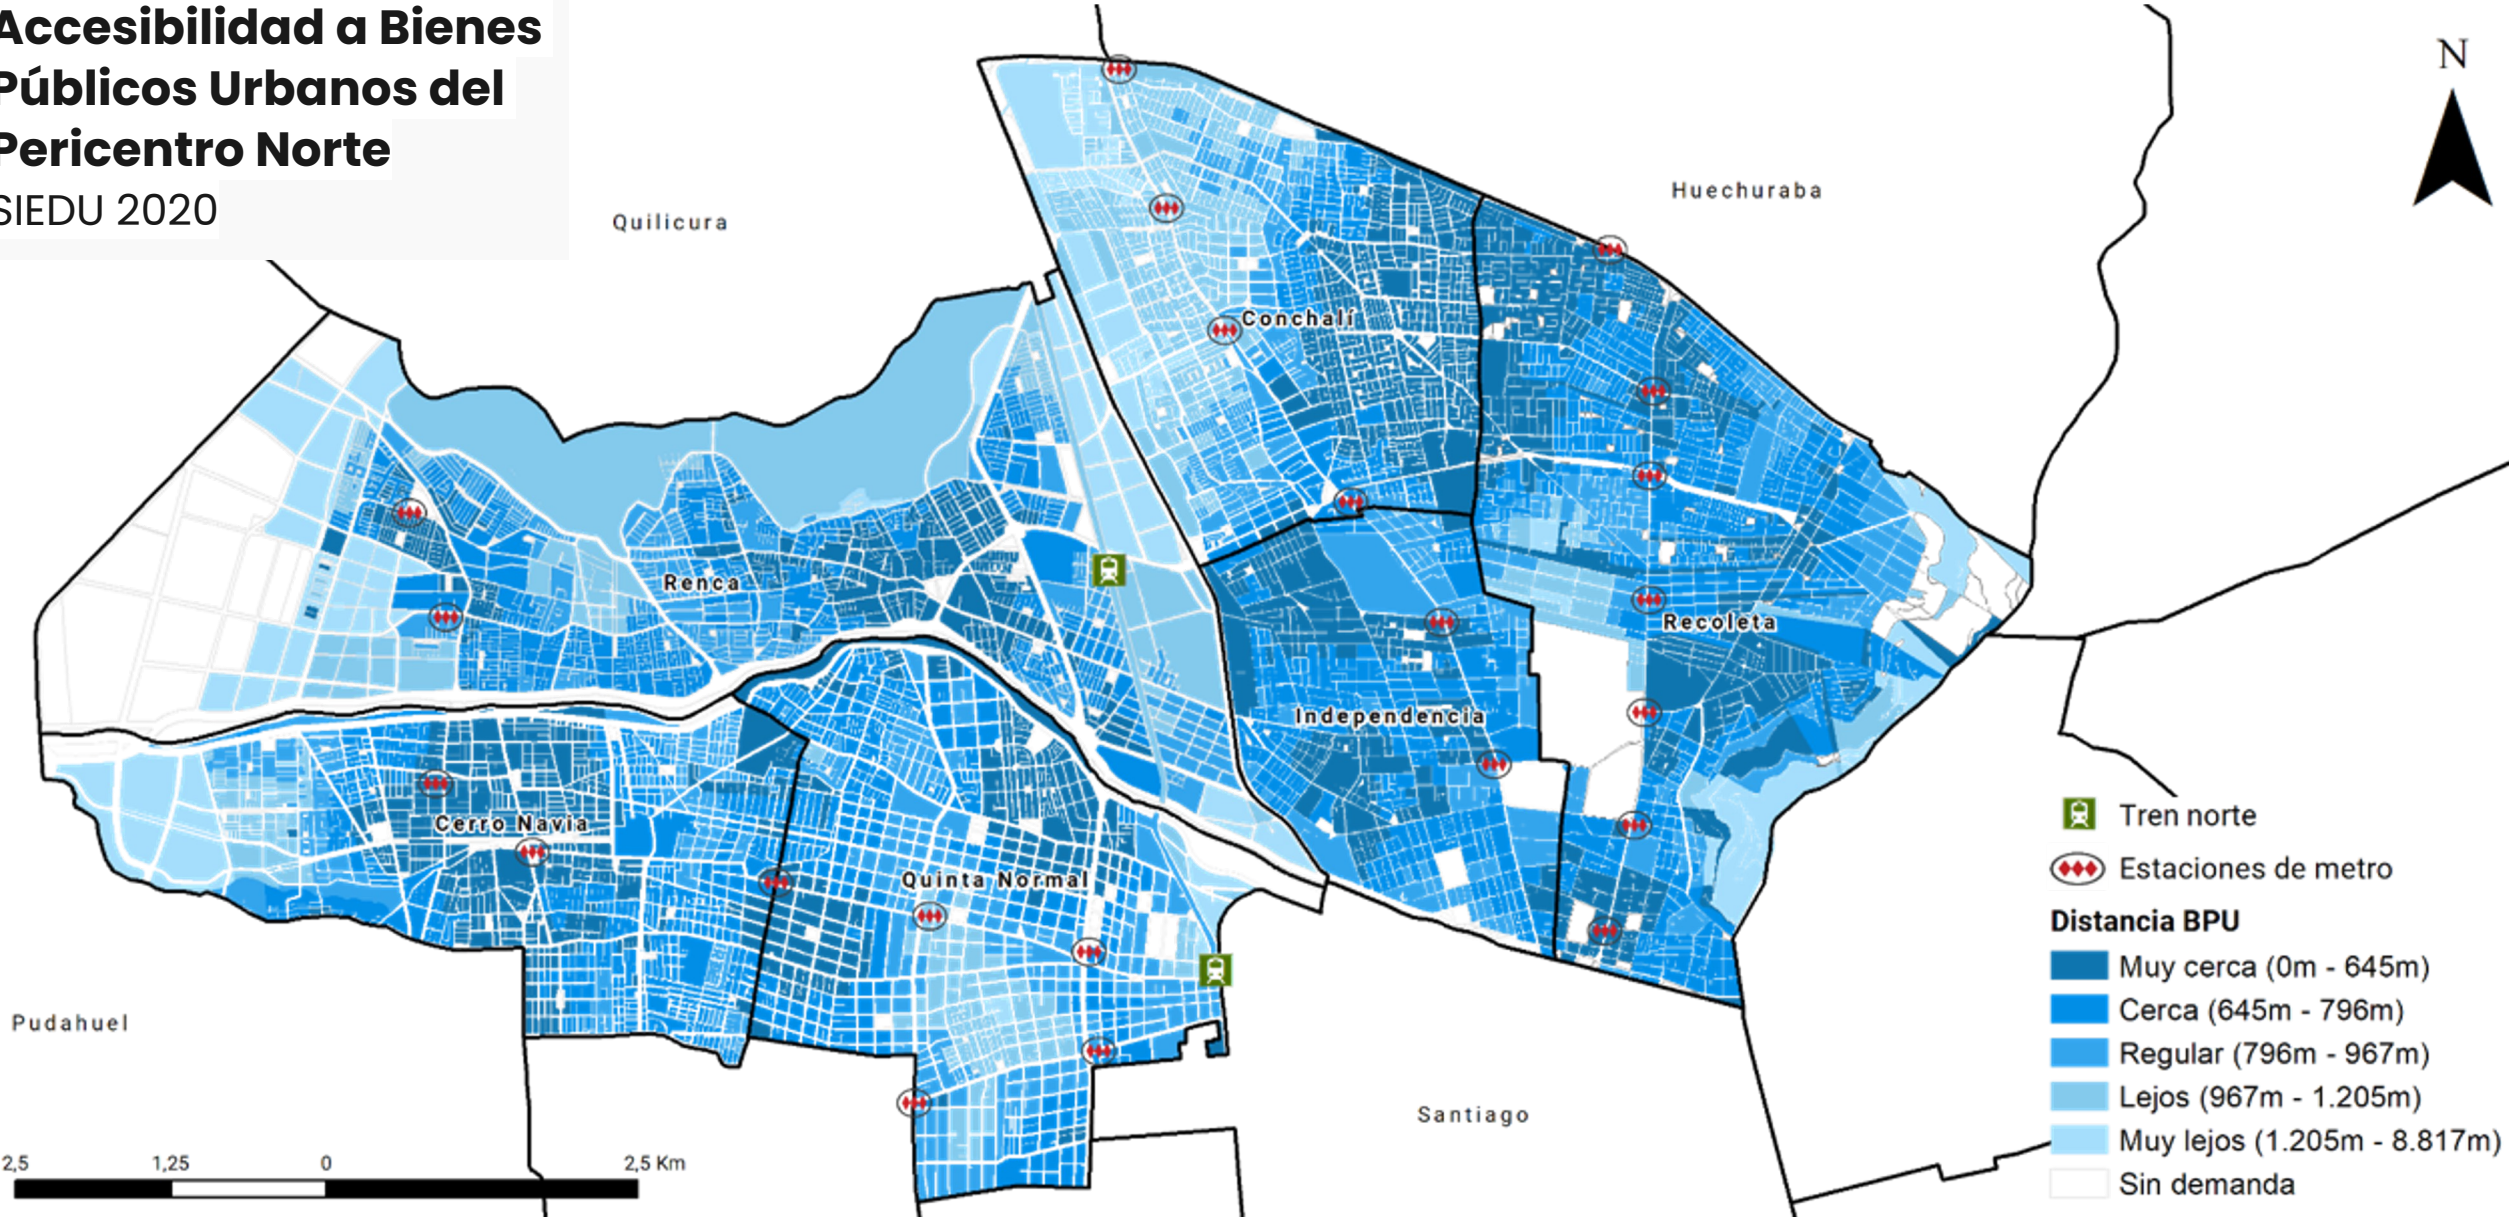 Accesibilidad a Bienes
Públicos Urbanos del
Pericentro Norte
SIEDU 2020
N
Huechuraba
Quilicura
Conchalí
Renca
Recoleta
Independencia
Cerro Navia
Quinta Normal
Pudahuel
Santiago
2,5 1,25 0 2,5 Km
Tren norte
Estaciones de metro
Distancia BPU
Muy cerca (0m - 645m)
Cerca (645m - 796m)
Regular (796m - 967m)
Lejos (967m - 1.205m)
Muy lejos (1.205m - 8.817m)
Sin demanda